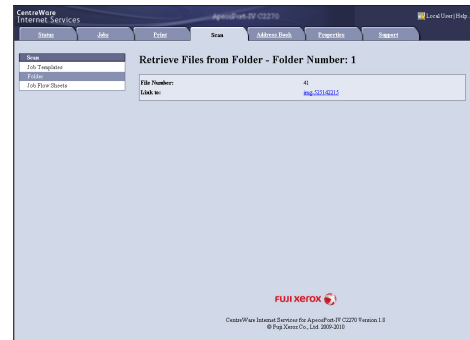 CentreWare
Internet Services
ApeosPort-IV C2270
Local User | Help
Status Jobs Print Scan Address Book Properties Support
Scan
Job Templates
Folder
Job Flow Sheets
Retrieve Files from Folder - Folder Number: 1
File Number: 41
Link to: img-525142215
FUJI XEROX
CentreWare Internet Services for ApeosPort-IV C2270 Version 1.8
© Fuji Xerox Co., Ltd. 2009-2010